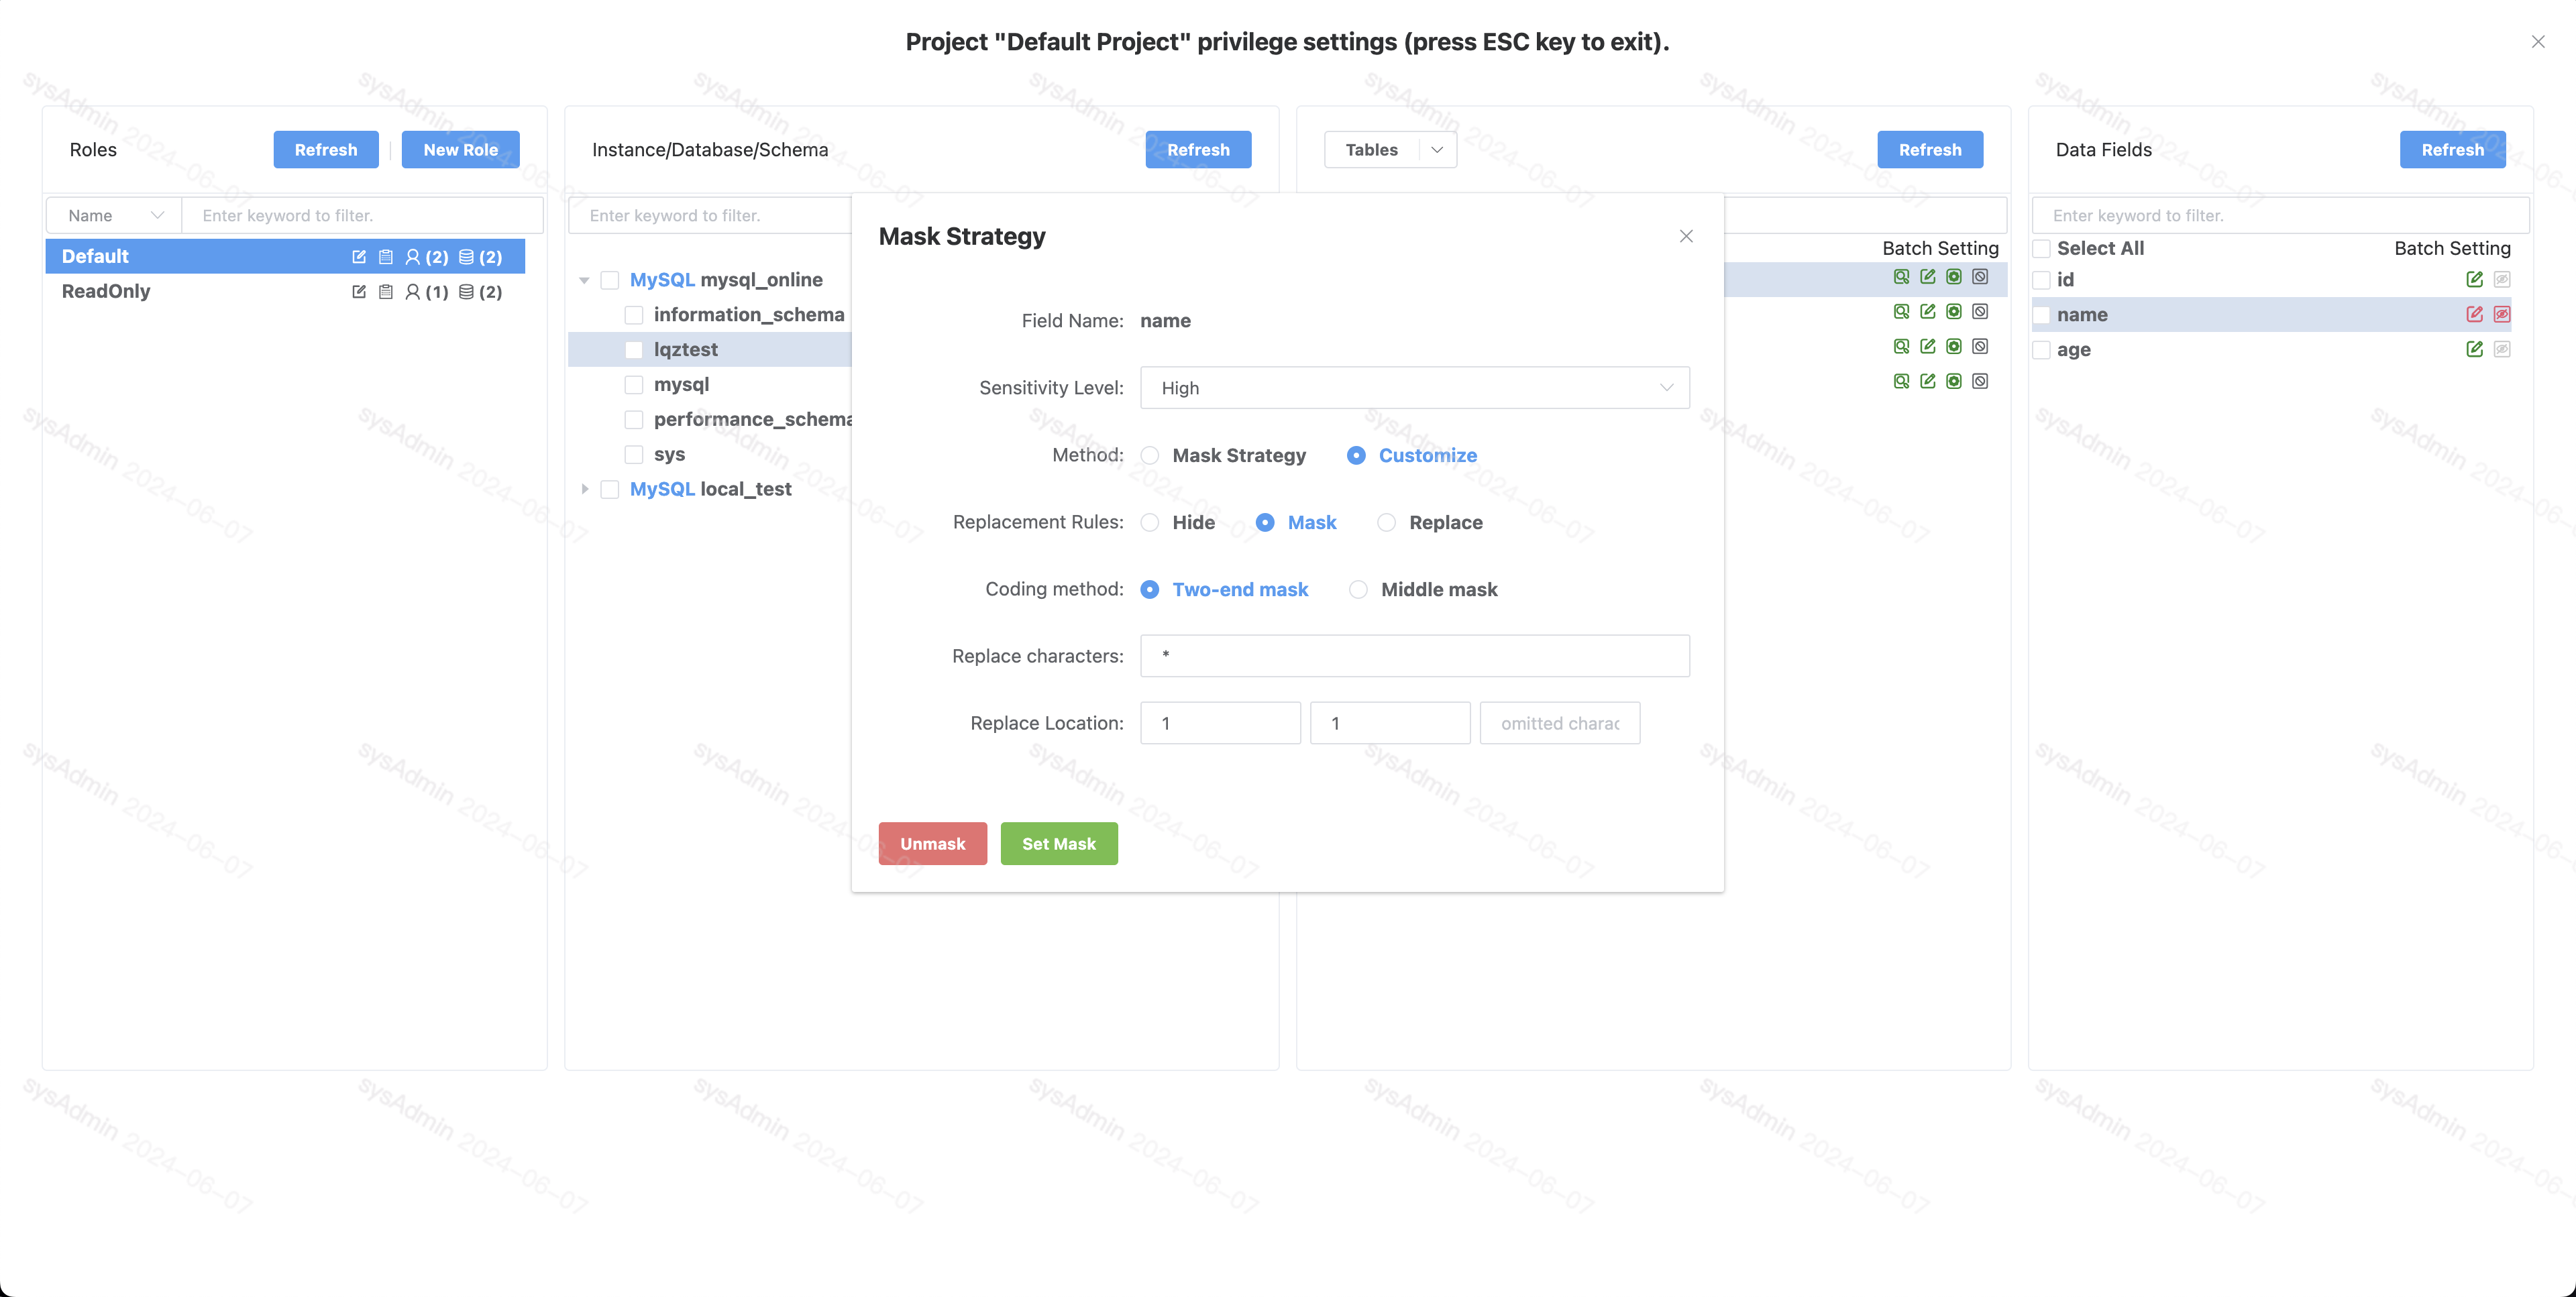 Project "Default Project" privilege settings (press ESC key to exit).
Roles
Refresh
New Role
Name
Enter keyword to filter.
Default
(2)
(2)
ReadOnly
(1)
(2)
Instance/Database/Schema
Refresh
Enter keyword to filter.
MySQL mysql_online
information_schema
lqztest
mysql
performance_schema
sys
MySQL local_test
Tables
Refresh
Batch Setting
Data Fields
Refresh
Enter keyword to filter.
Select All
Batch Setting
id
name
age
Mask Strategy
Field Name: name
Sensitivity Level: High
Method: Mask Strategy Customize
Replacement Rules: Hide Mask Replace
Coding method: Two-end mask Middle mask
Replace characters: *
Replace Location: 1 1 omitted charac
Unmask
Set Mask
sysAdmin 2024-06-07